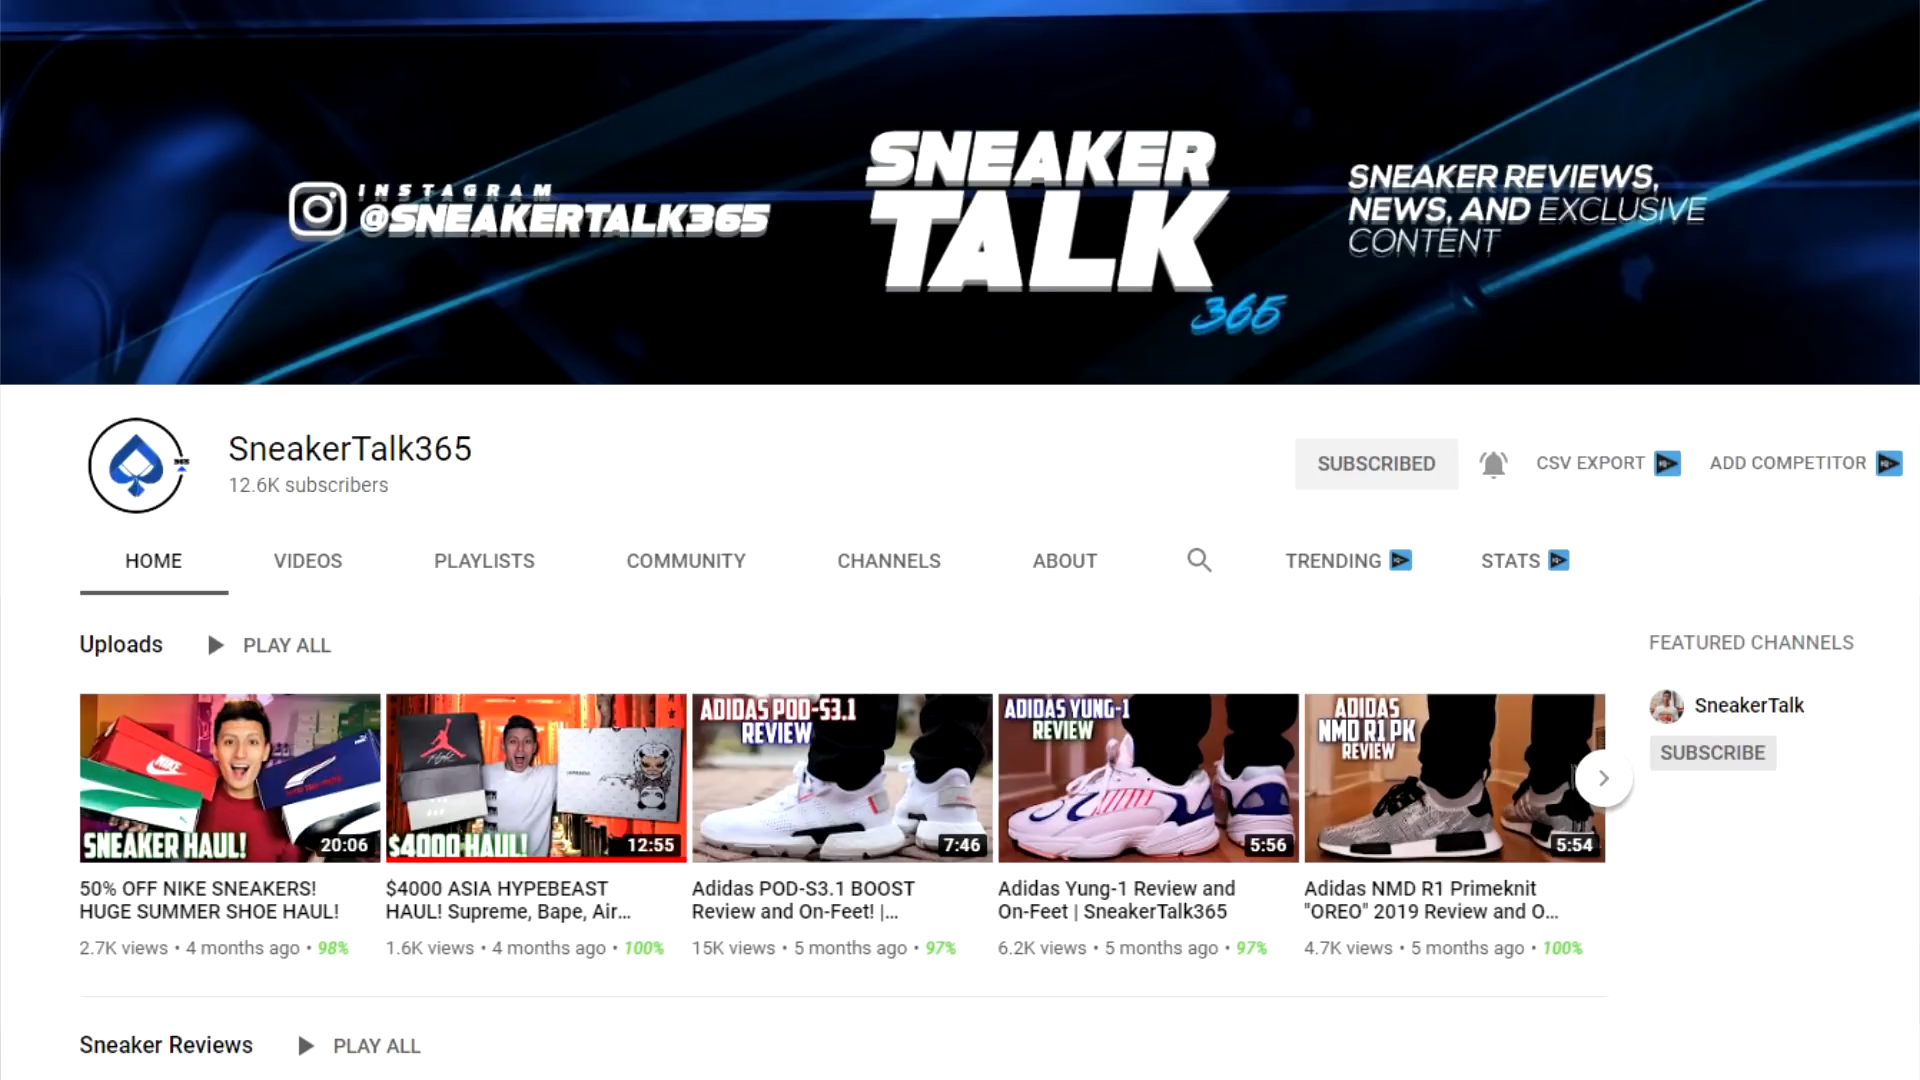 INSTAGRAM
@SNEAKERTALK365
SNEAKER
TALK
365
SNEAKER REVIEWS,
NEWS, AND EXCLUSIVE
CONTENT
SneakerTalk365
12.6K subscribers
SUBSCRIBED
CSV EXPORT
ADD COMPETITOR
HOME
VIDEOS
PLAYLISTS
COMMUNITY
CHANNELS
ABOUT
TRENDING
STATS
Uploads
PLAY ALL
FEATURED CHANNELS
SneakerTalk
SUBSCRIBE
NIKE
SNEAKER HAUL!
20:06
50% OFF NIKE SNEAKERS!
HUGE SUMMER SHOE HAUL!
2.7K views • 4 months ago • 98%
$4000 HAUL!
12:55
$4000 ASIA HYPEBEAST
HAUL! Supreme, Bape, Air...
1.6K views • 4 months ago • 100%
ADIDAS POD-S3.1
REVIEW
7:46
Adidas POD-S3.1 BOOST
Review and On-Feet! |...
15K views • 5 months ago • 97%
ADIDAS YUNG-1
REVIEW
5:56
Adidas Yung-1 Review and
On-Feet | SneakerTalk365
6.2K views • 5 months ago • 97%
ADIDAS
NMD R1 PK
REVIEW
5:54
Adidas NMD R1 Primeknit
"OREO" 2019 Review and O...
4.7K views • 5 months ago • 100%
Sneaker Reviews
PLAY ALL